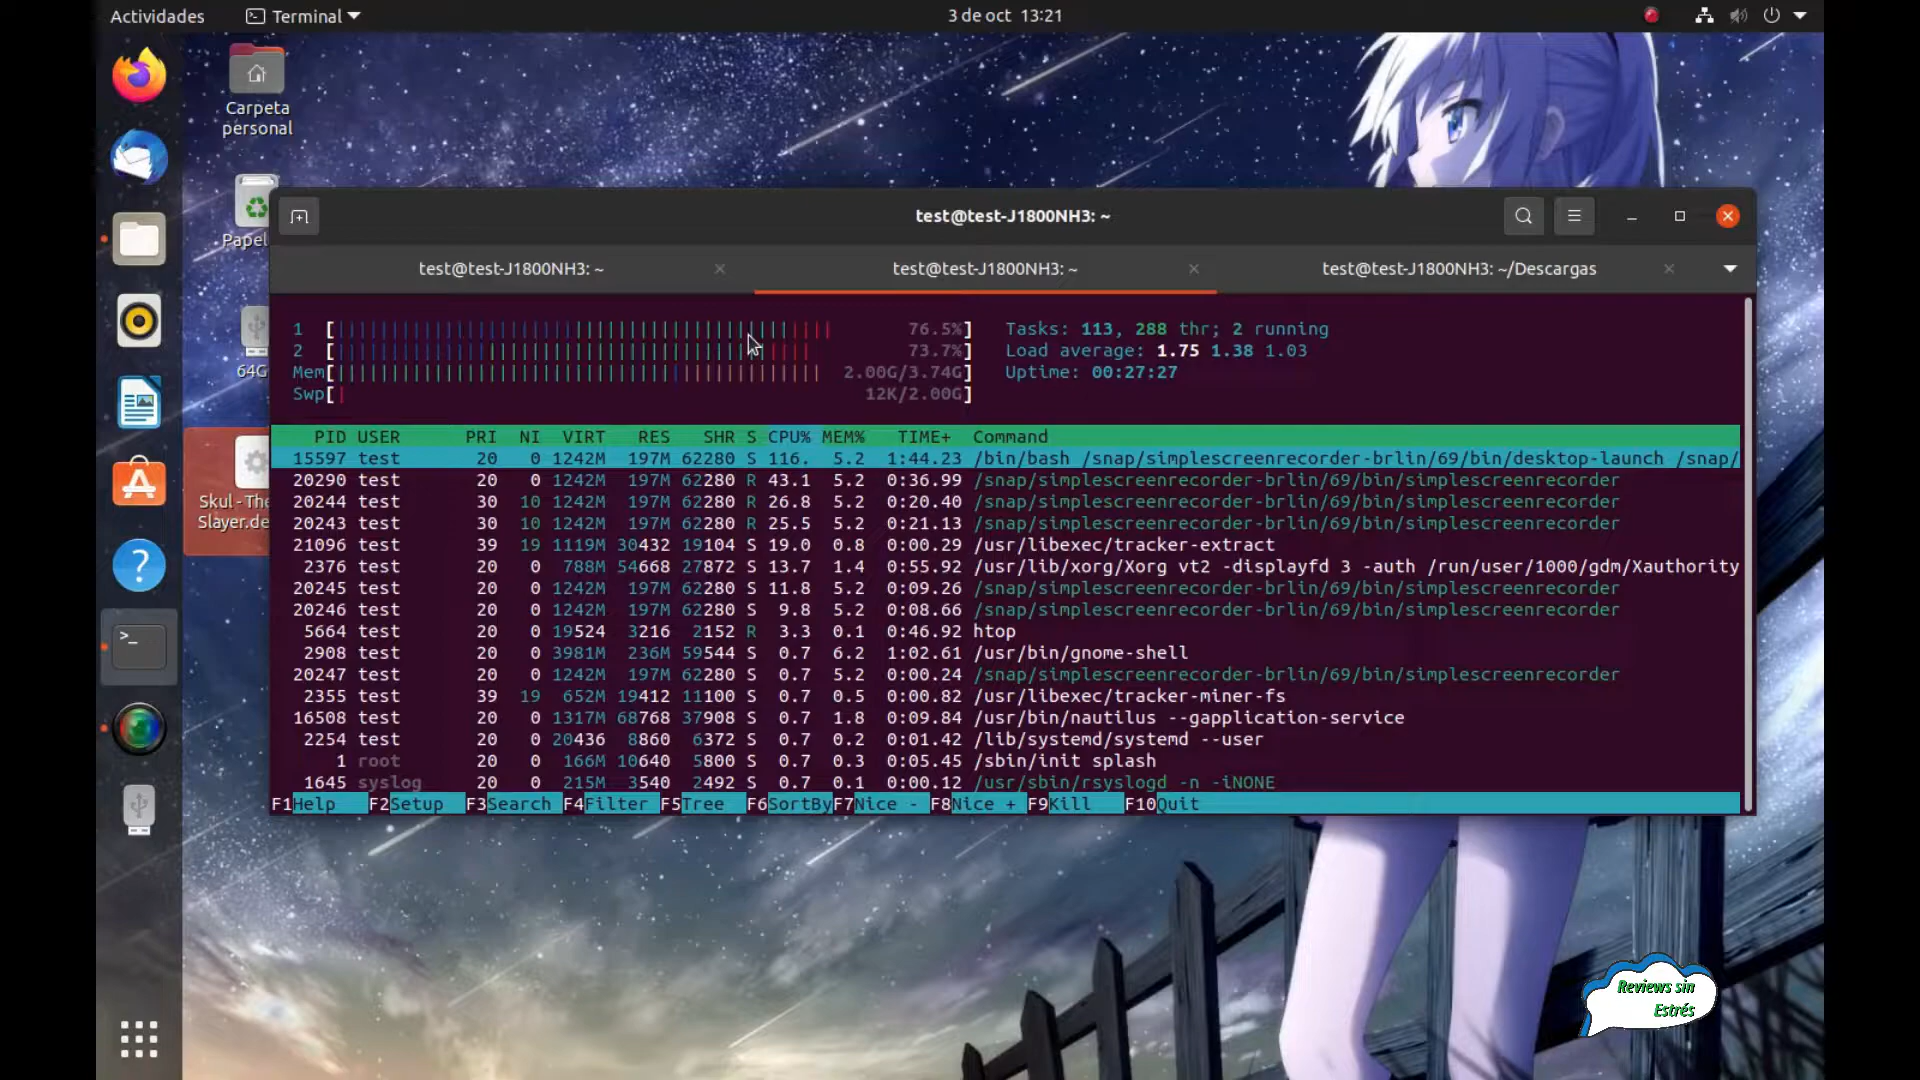 Actividades
Terminal
3 de oct 13:21
Carpeta
personal
Papel
64G
Skul - The
Slayer.de
test@test-J1800NH3: ~
test@test-J1800NH3: ~
test@test-J1800NH3: ~
test@test-J1800NH3: ~/Descargas
1 [ 76.5%] Tasks: 113, 288 thr; 2 running
2 [ 73.7%] Load average: 1.75 1.38 1.03
Mem[ 2.00G/3.74G] Uptime: 00:27:27
Swp[ 12K/2.00G]
PID USER PRI NI VIRT RES SHR S CPU% MEM% TIME+ Command
15597 test 20 0 1242M 197M 62280 S 116. 5.2 1:44.23 /bin/bash /snap/simplescreenrecorder-brlin/69/bin/desktop-launch /snap/
20290 test 20 0 1242M 197M 62280 R 43.1 5.2 0:36.99 /snap/simplescreenrecorder-brlin/69/bin/simplescreenrecorder
20244 test 30 10 1242M 197M 62280 R 26.8 5.2 0:20.40 /snap/simplescreenrecorder-brlin/69/bin/simplescreenrecorder
20243 test 30 10 1242M 197M 62280 R 25.5 5.2 0:21.13 /snap/simplescreenrecorder-brlin/69/bin/simplescreenrecorder
21096 test 39 19 1119M 30432 19104 S 19.0 0.8 0:00.29 /usr/libexec/tracker-extract
2376 test 20 0 788M 54668 27872 S 13.7 1.4 0:55.92 /usr/lib/xorg/Xorg vt2 -displayfd 3 -auth /run/user/1000/gdm/Xauthority
20245 test 20 0 1242M 197M 62280 S 11.8 5.2 0:09.26 /snap/simplescreenrecorder-brlin/69/bin/simplescreenrecorder
20246 test 20 0 1242M 197M 62280 S 9.8 5.2 0:08.66 /snap/simplescreenrecorder-brlin/69/bin/simplescreenrecorder
5664 test 20 0 19524 3216 2152 R 3.3 0.1 0:46.92 htop
2908 test 20 0 3981M 236M 59544 S 0.7 6.2 1:02.61 /usr/bin/gnome-shell
20247 test 20 0 1242M 197M 62280 S 0.7 5.2 0:00.24 /snap/simplescreenrecorder-brlin/69/bin/simplescreenrecorder
2355 test 39 19 652M 19412 11100 S 0.7 0.5 0:00.82 /usr/libexec/tracker-miner-fs
16508 test 20 0 1317M 68768 37908 S 0.7 1.8 0:09.84 /usr/bin/nautilus --gapplication-service
2254 test 20 0 20436 8860 6372 S 0.7 0.2 0:01.42 /lib/systemd/systemd --user
1 root 20 0 166M 10640 5800 S 0.7 0.3 0:05.45 /sbin/init splash
1645 syslog 20 0 215M 3540 2492 S 0.7 0.1 0:00.12 /usr/sbin/rsyslogd -n -iNONE
F1Help F2Setup F3Search F4Filter F5Tree F6SortBy F7Nice - F8Nice + F9Kill F10Quit
Reviews sin
Estrés